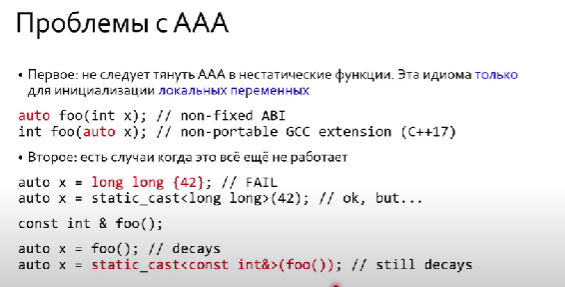 Проблемы с ААА
• Первое: не следует тянуть ААА в нестатические функции. Эта идиома только
для инициализации локальных переменных
auto foo(int x); // non-fixed ABI
int foo(auto x); // non-portable GCC extension (C++17)
• Второе: есть случаи когда это всё ещё не работает
auto x = long long {42}; // FAIL
auto x = static_cast<long long>(42); // ok, but...
const int & foo();
auto x = foo(); // decays
auto x = static_cast<const int&>(foo()); // still decays